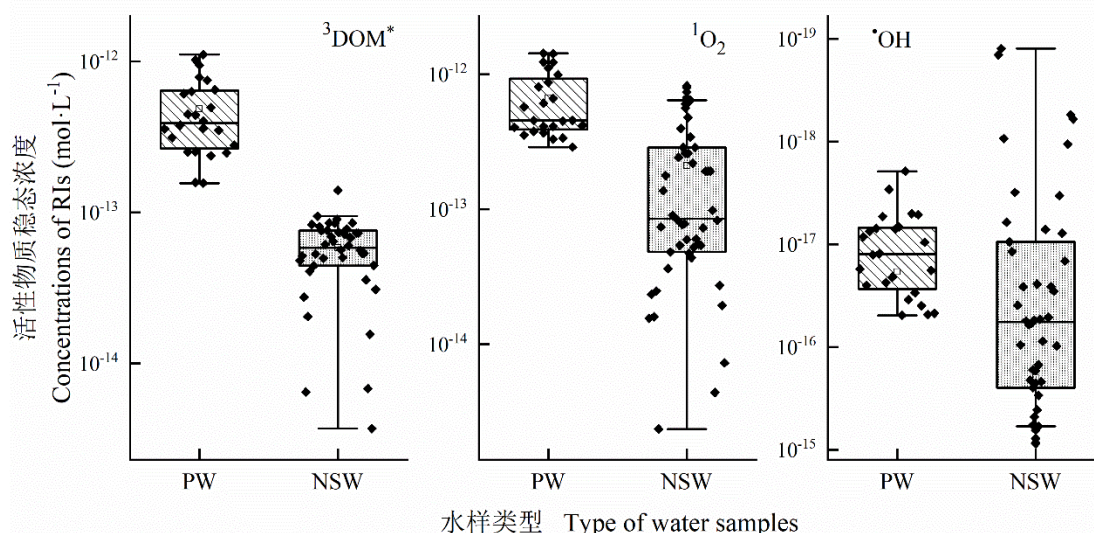 活性物质稳态浓度
Concentrations of RIs (mol·L⁻¹)
³DOM*
10⁻¹²
10⁻¹³
10⁻¹⁴
PW NSW
¹O₂
10⁻¹²
10⁻¹³
10⁻¹⁴
PW NSW
•OH
10⁻¹⁹
10⁻¹⁸
10⁻¹⁷
10⁻¹⁶
10⁻¹⁵
PW NSW
水样类型 Type of water samples